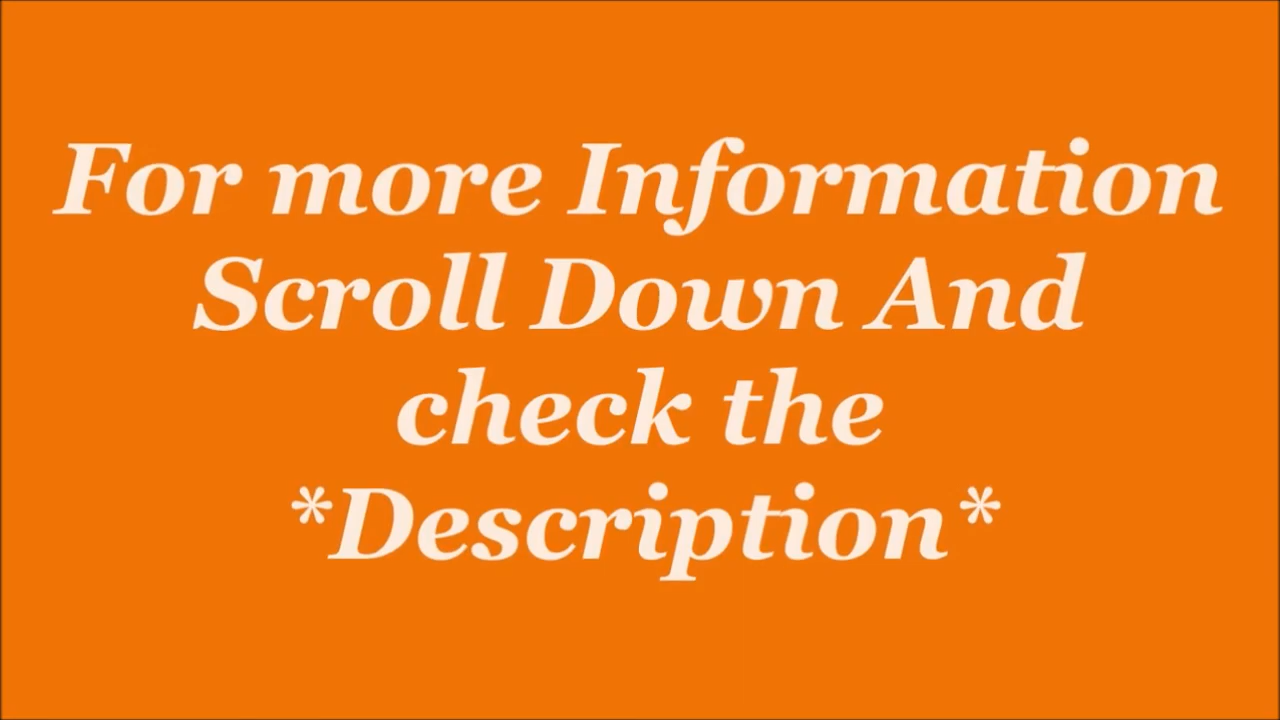 For more Information
Scroll Down And
check the
*Description*